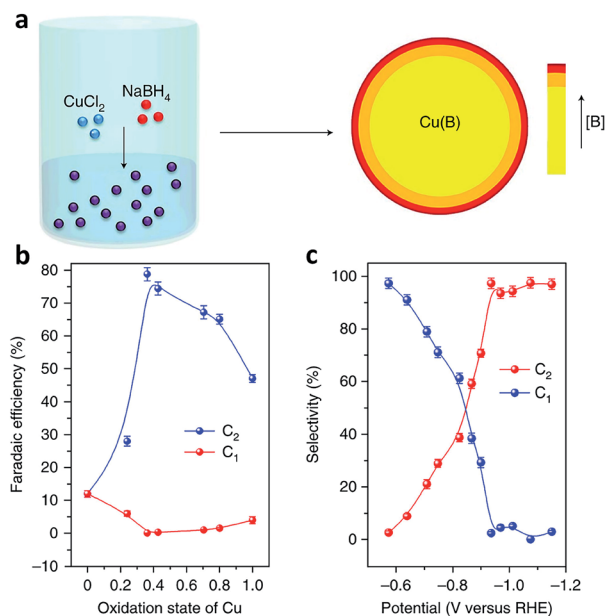 a
CuCl2
NaBH4
Cu(B)
[B]
b
80
70
60
50
40
30
20
10
0
−10
Faradaic efficiency (%)
C2
C1
0
0.2
0.4
0.6
0.8
1.0
Oxidation state of Cu
c
100
80
60
40
20
0
Selectivity (%)
C2
C1
−0.6
−0.8
−1.0
−1.2
Potential (V versus RHE)